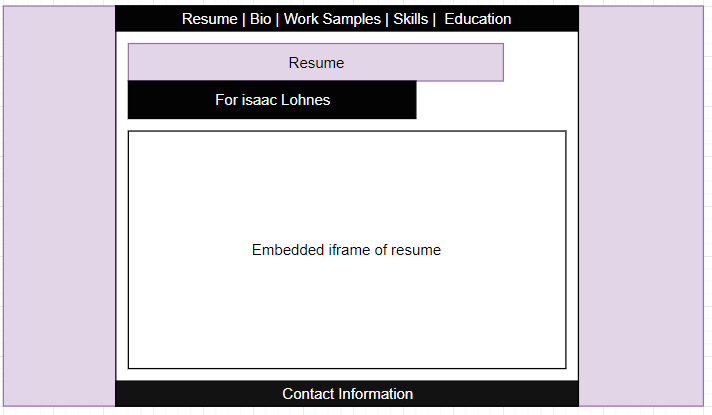 Resume | Bio | Work Samples | Skills | Education
Resume
For isaac Lohnes
Embedded iframe of resume
Contact Information